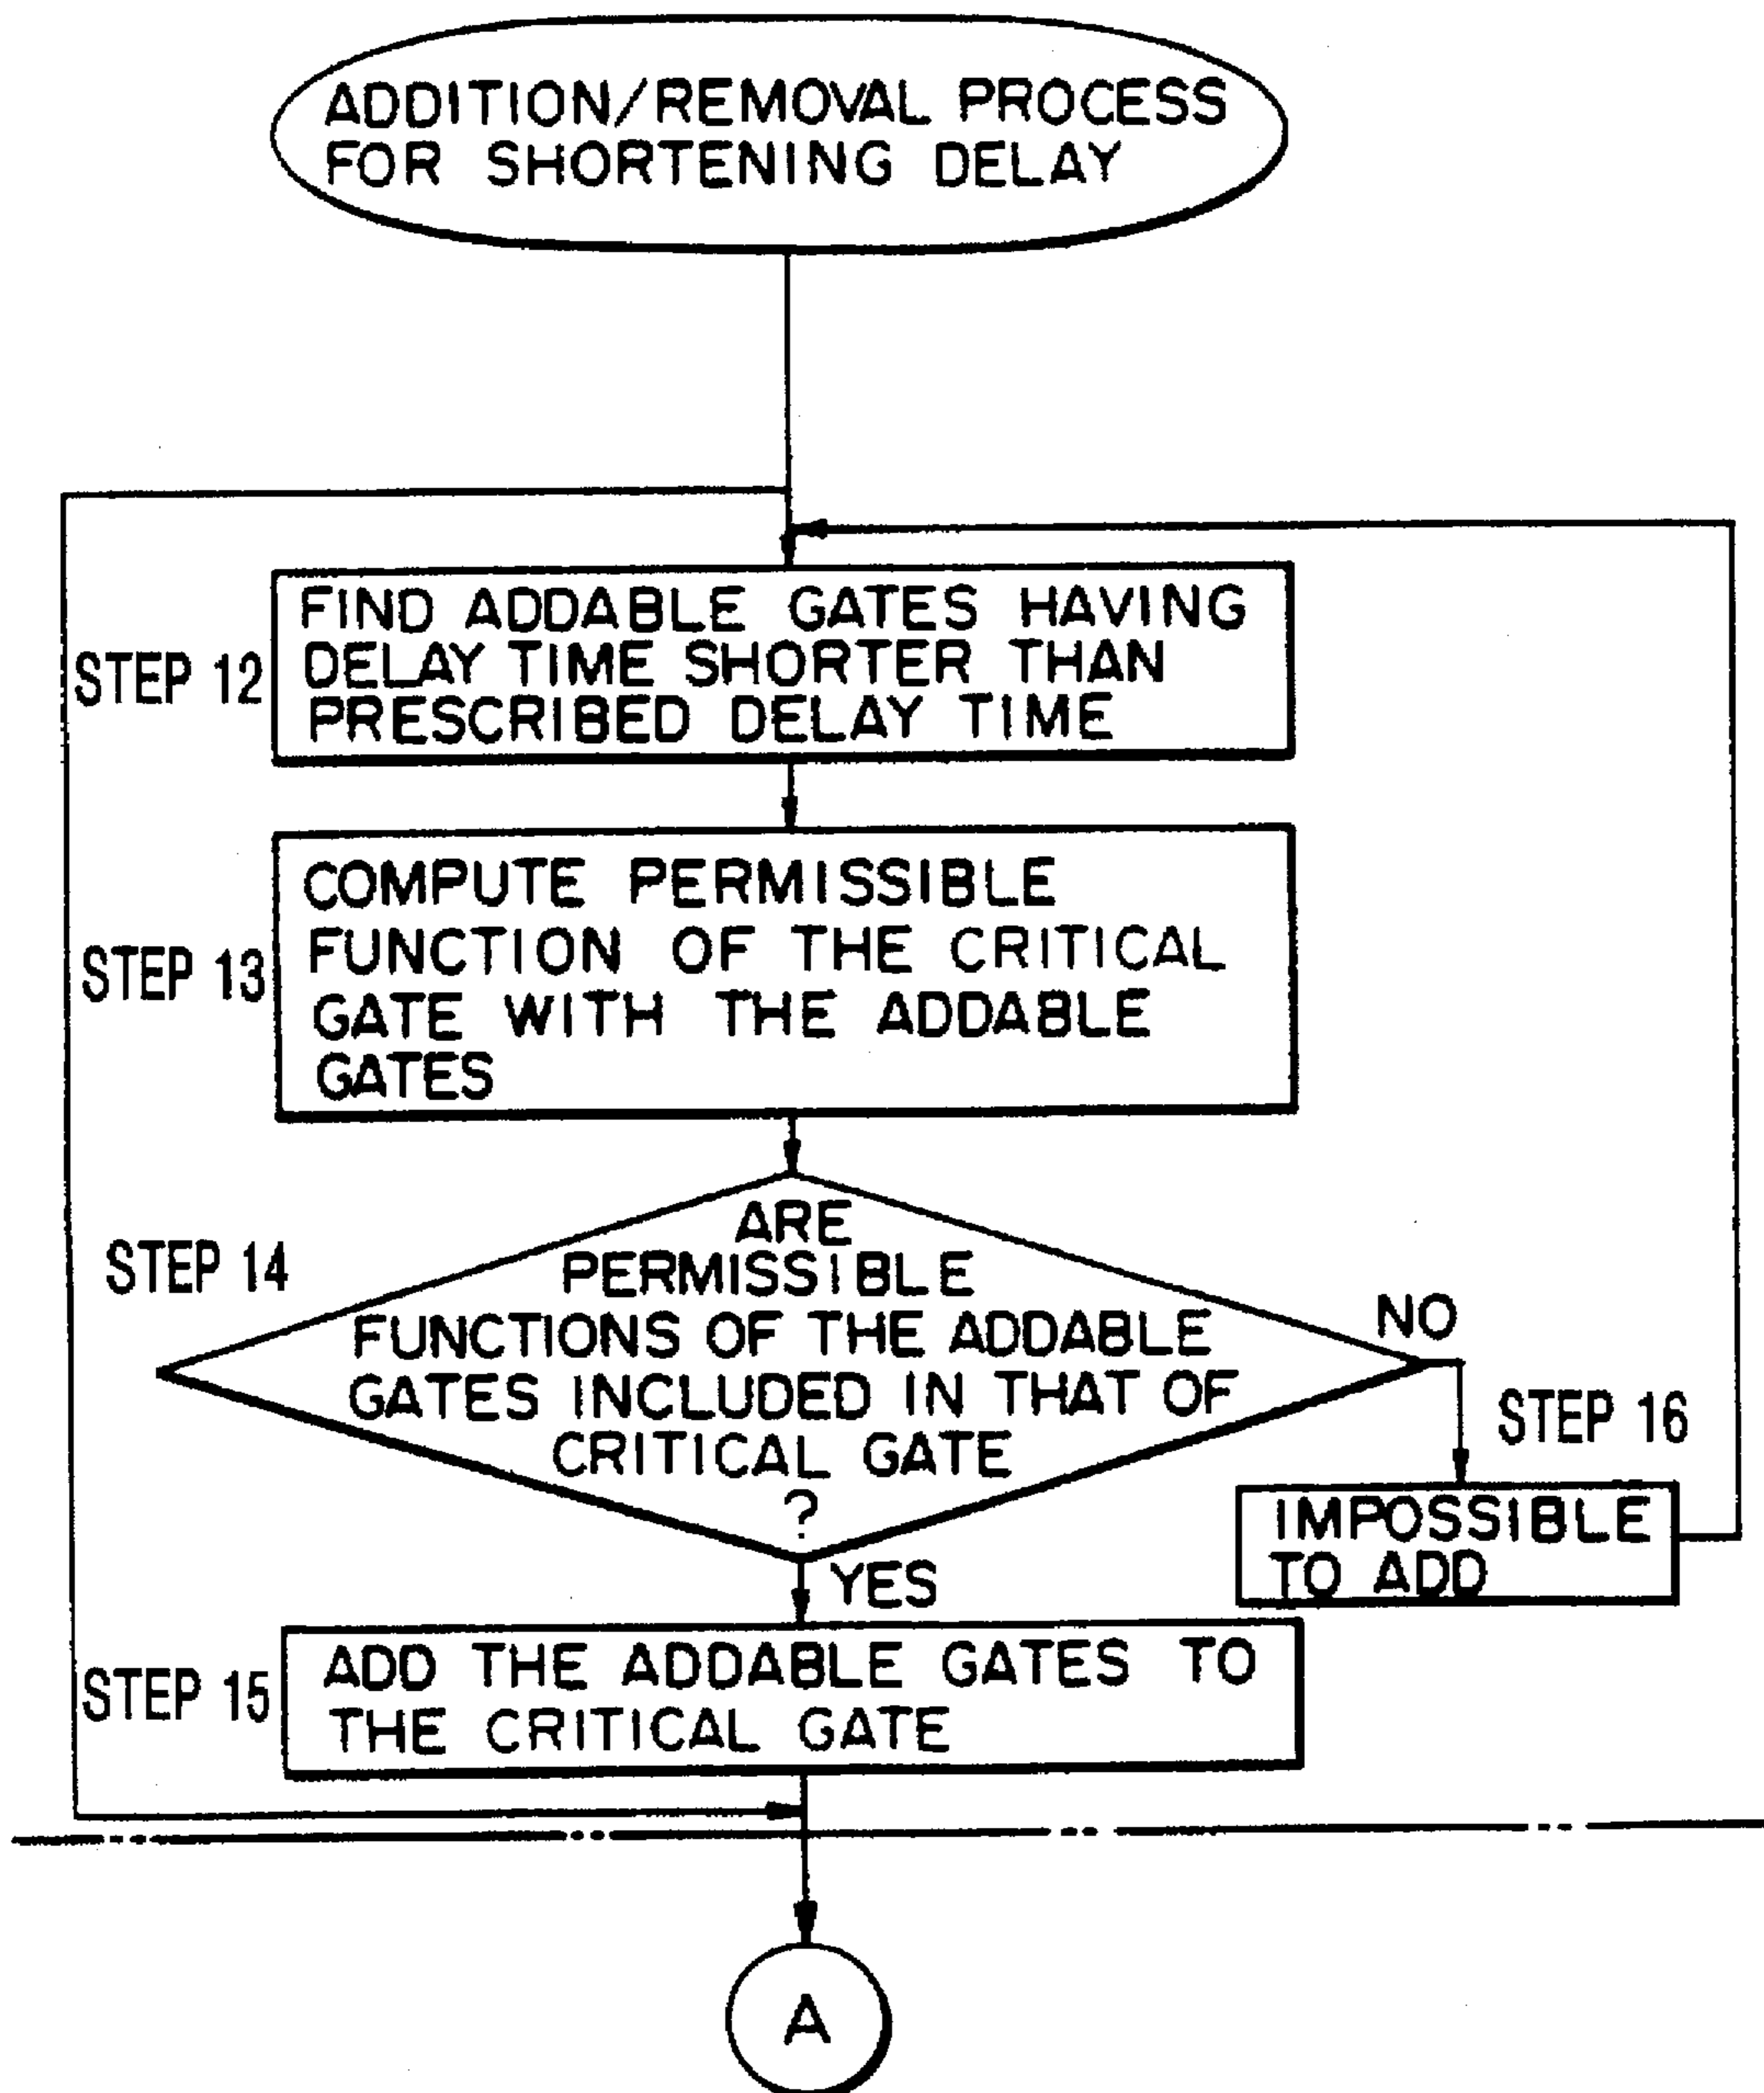 ADDITION/REMOVAL PROCESS
FOR SHORTENING DELAY
STEP 12
FIND ADDABLE GATES HAVING
DELAY TIME SHORTER THAN
PRESCRIBED DELAY TIME
STEP 13
COMPUTE PERMISSIBLE
FUNCTION OF THE CRITICAL
GATE WITH THE ADDABLE
GATES
STEP 14
ARE
PERMISSIBLE
FUNCTIONS OF THE ADDABLE
GATES INCLUDED IN THAT OF
CRITICAL GATE
?
NO
STEP 16
IMPOSSIBLE
TO ADD
YES
STEP 15
ADD THE ADDABLE GATES TO
THE CRITICAL GATE
A